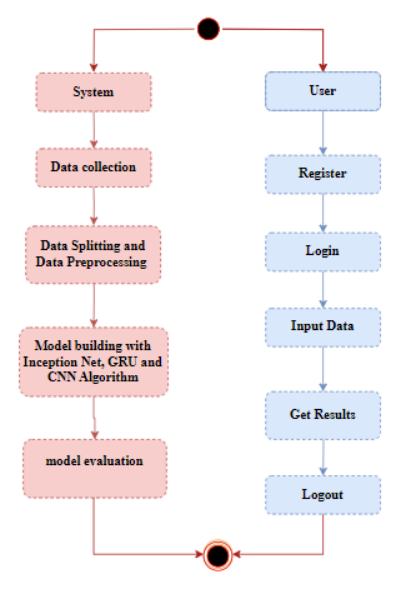 System
User
Data collection
Register
Data Splitting and
Data Preprocessing
Login
Input Data
Model building with
Inception Net, GRU and
CNN Algorithm
Get Results
model evaluation
Logout